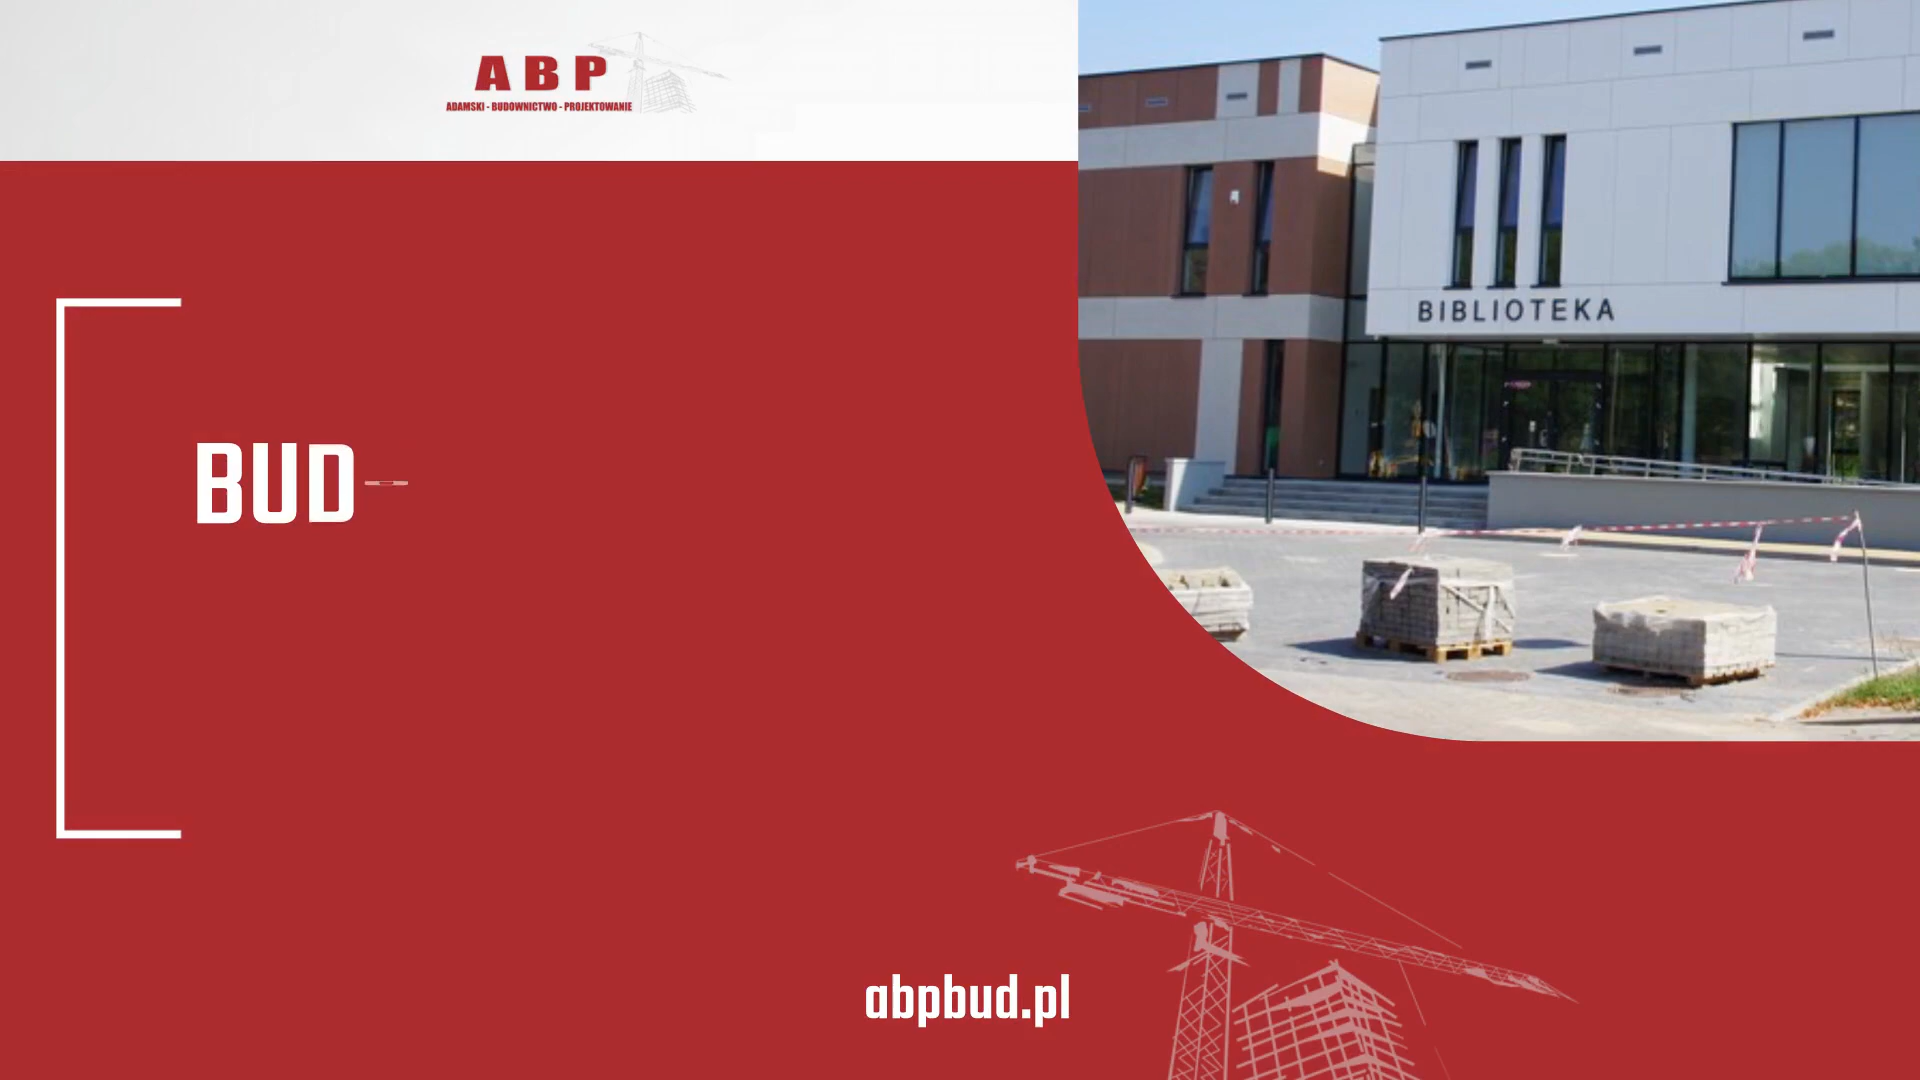 ABP
ADAMSKI - BUDOWNICTWO - PROJEKTOWANIE
BIBLIOTEKA
BUD
abpbud.pl